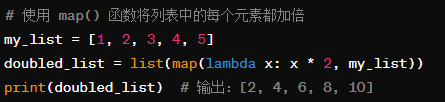 # 使用 map() 函数将列表中的每个元素都加倍
my_list = [1, 2, 3, 4, 5]
doubled_list = list(map(lambda x: x * 2, my_list))
print(doubled_list)  # 输出：[2, 4, 6, 8, 10]